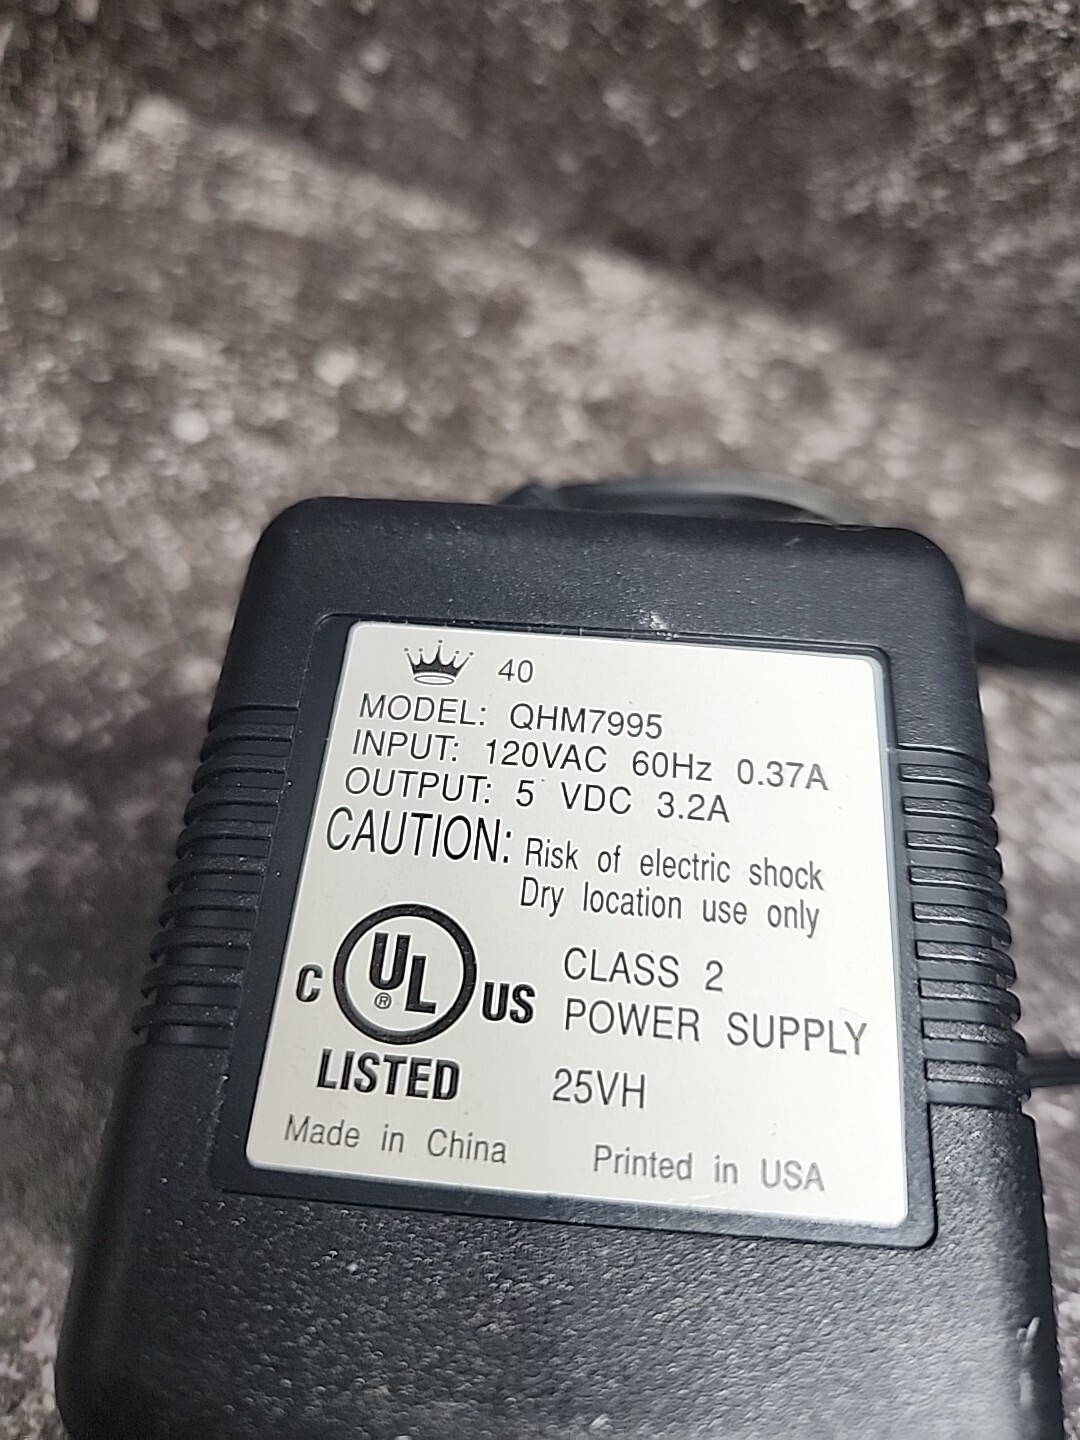 40
MODEL: QHM7995
INPUT: 120VAC 60Hz 0.37A
OUTPUT: 5 VDC 3.2A
CAUTION: Risk of electric shock
Dry location use only
C UL ® US
LISTED
CLASS 2
POWER SUPPLY
25VH
Made in China Printed in USA